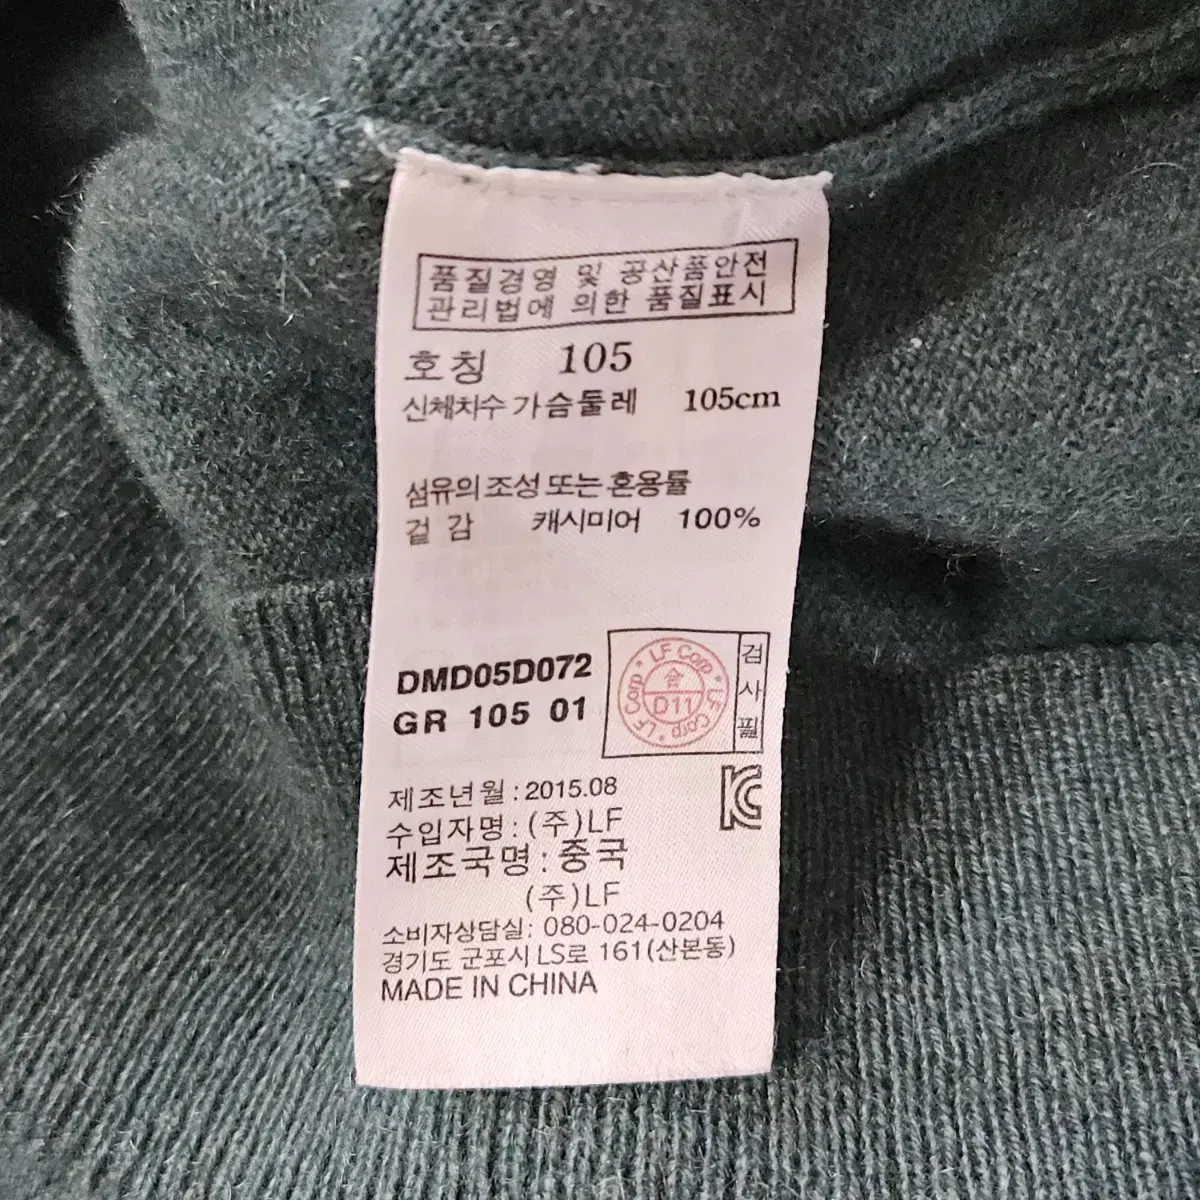 품질경영 및 공산품안전
관리법에 의한 품질표시
호칭 105
신체치수 가슴둘레 105cm
섬유의 조성 또는 혼용률
겉감 캐시미어 100%
DMD05D072
GR 105 01
LF Corp * LF Corp * LF Corp *
合
D11
검사필
제조년월 : 2015.08
수입자명 : (주)LF
제조국명 : 중국
(주)LF
소비자상담실: 080-024-0204
경기도 군포시 LS로 161(산본동)
MADE IN CHINA